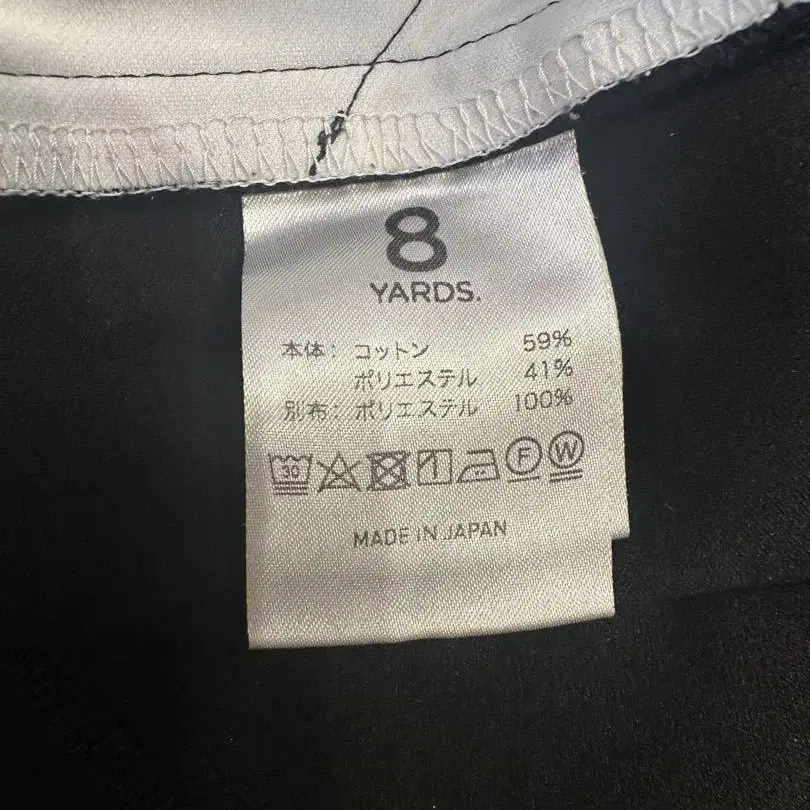 8
YARDS.
本体: コットン 59%
ポリエステル 41%
別布: ポリエステル 100%
30 F W
MADE IN JAPAN